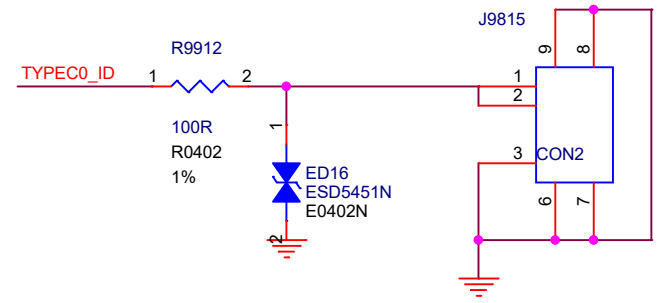 J9815
R9912
9
8
TYPEC0_ID
1
2
1
2
100R
R0402
1%
1
3
CON2
ED16
ESD5451N
E0402N
2
6
7